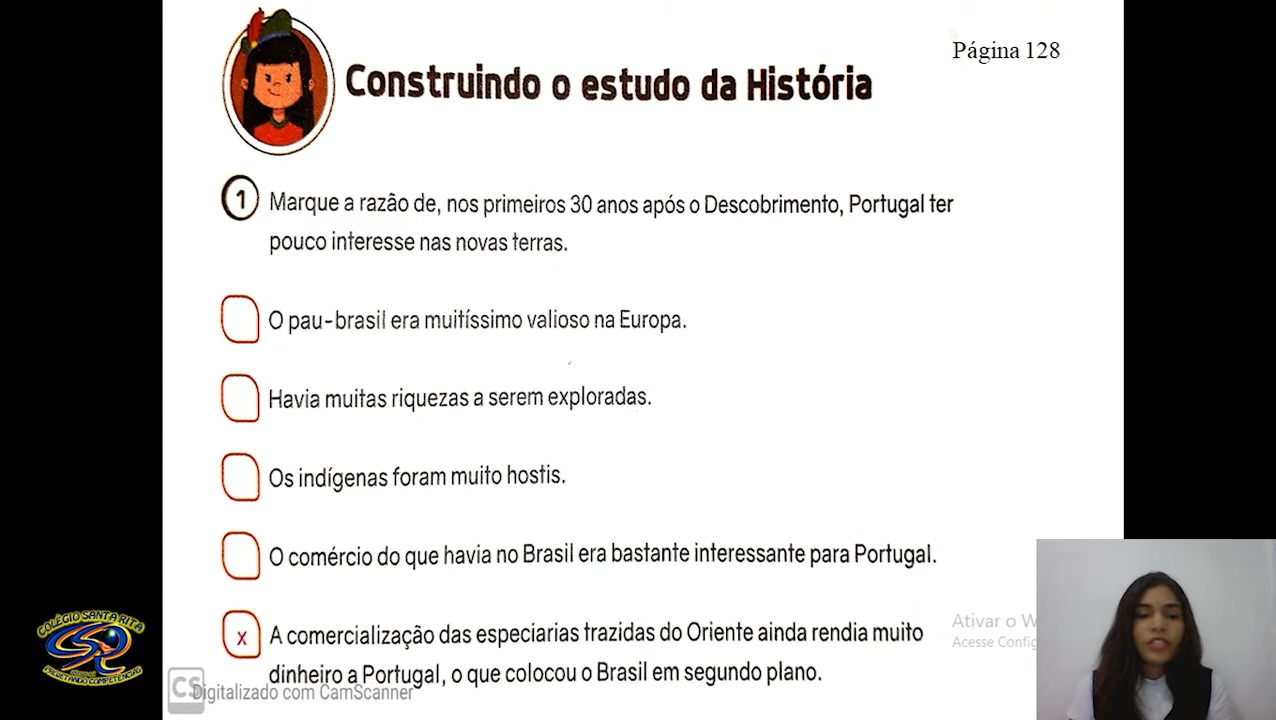 Página 128
Construindo o estudo da História
1 Marque a razão de, nos primeiros 30 anos após o Descobrimento, Portugal ter
pouco interesse nas novas terras.
O pau-brasil era muitíssimo valioso na Europa.
Havia muitas riquezas a serem exploradas.
Os indígenas foram muito hostis.
O comércio do que havia no Brasil era bastante interessante para Portugal.
x A comercialização das especiarias trazidas do Oriente ainda rendia muito
dinheiro a Portugal, o que colocou o Brasil em segundo plano.
COLÉGIO SANTA RITA
PROJETANDO COMPETÊNCIAS
CS Digitalizado com CamScanner
Ativar o W
Acesse Config